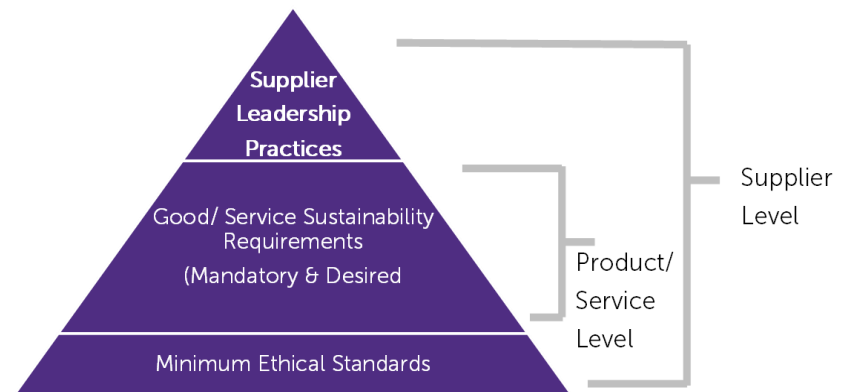 Supplier
Leadership
Practices
Good/ Service Sustainability
Requirements
(Mandatory & Desired
Minimum Ethical Standards
Product/
Service
Level
Supplier
Level